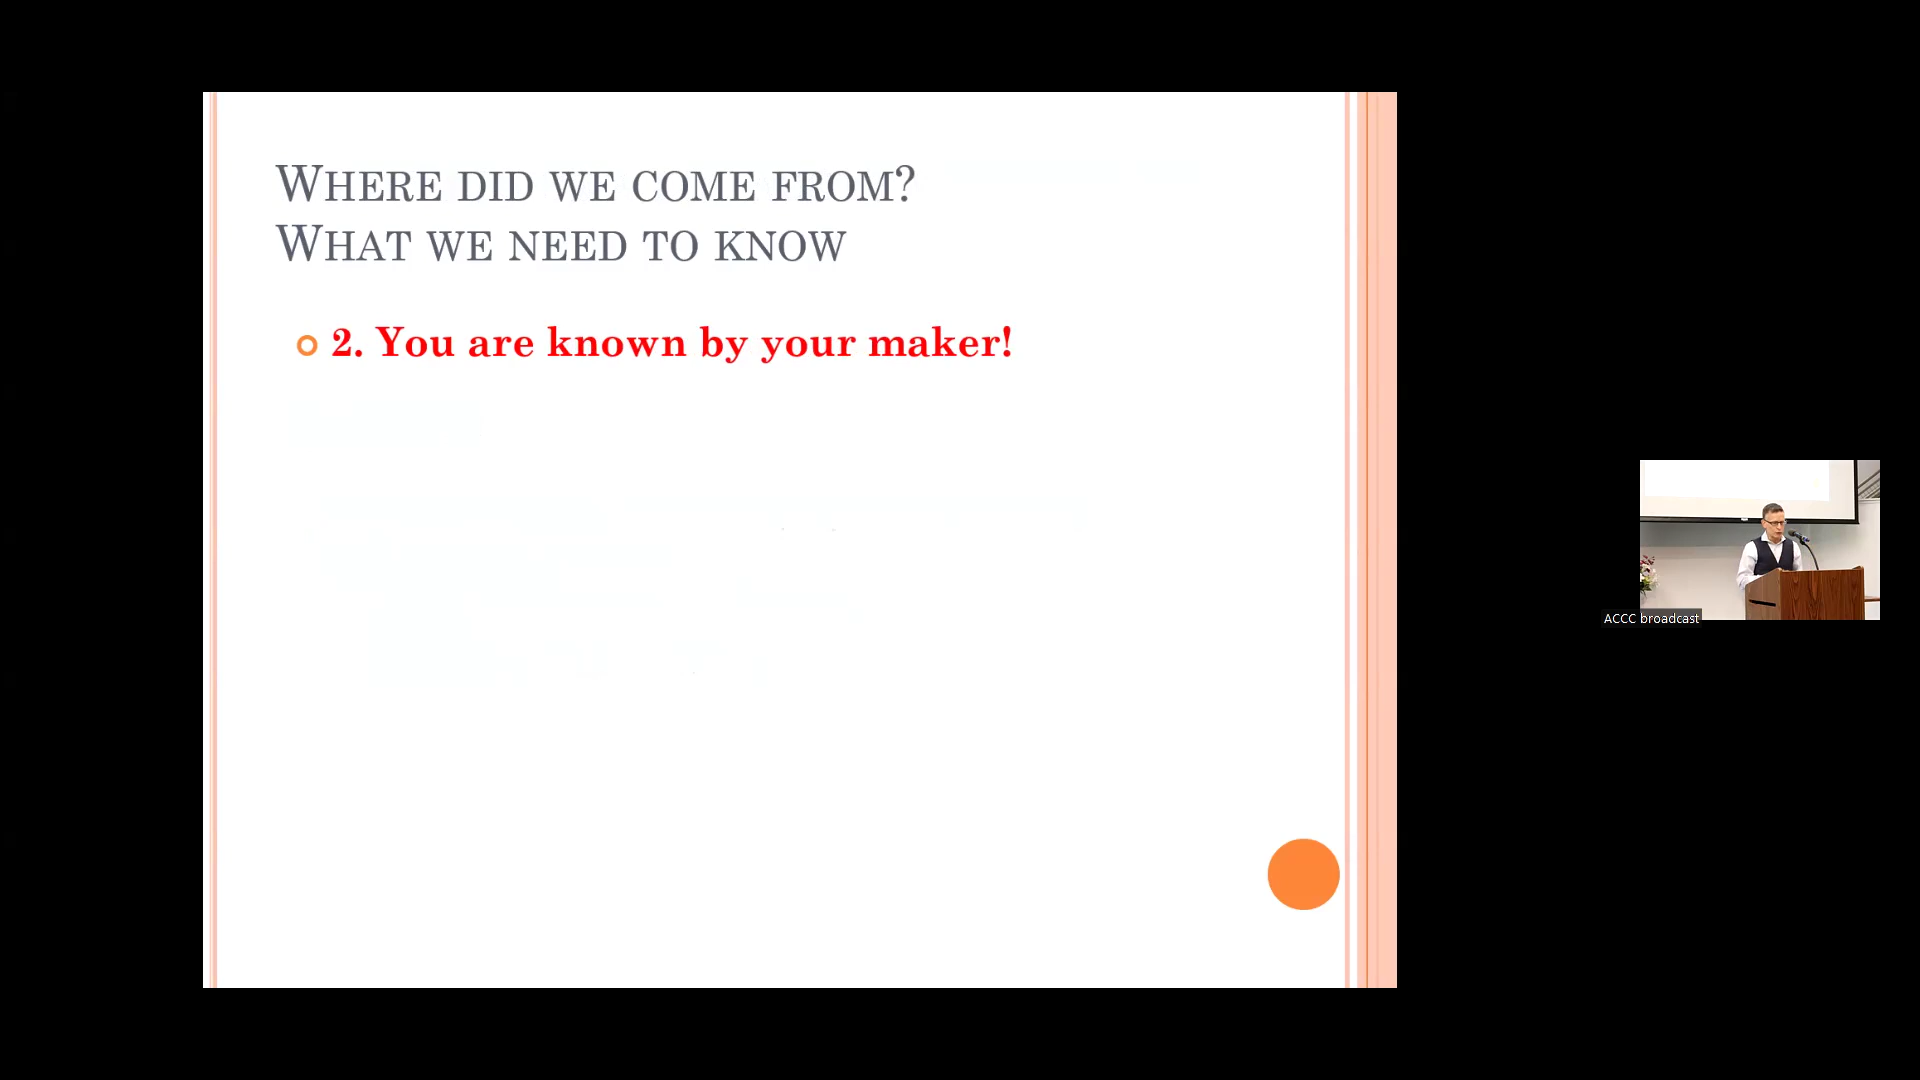 Where did we come from?
What we need to know
2. You are known by your maker!
ACCC broadcast